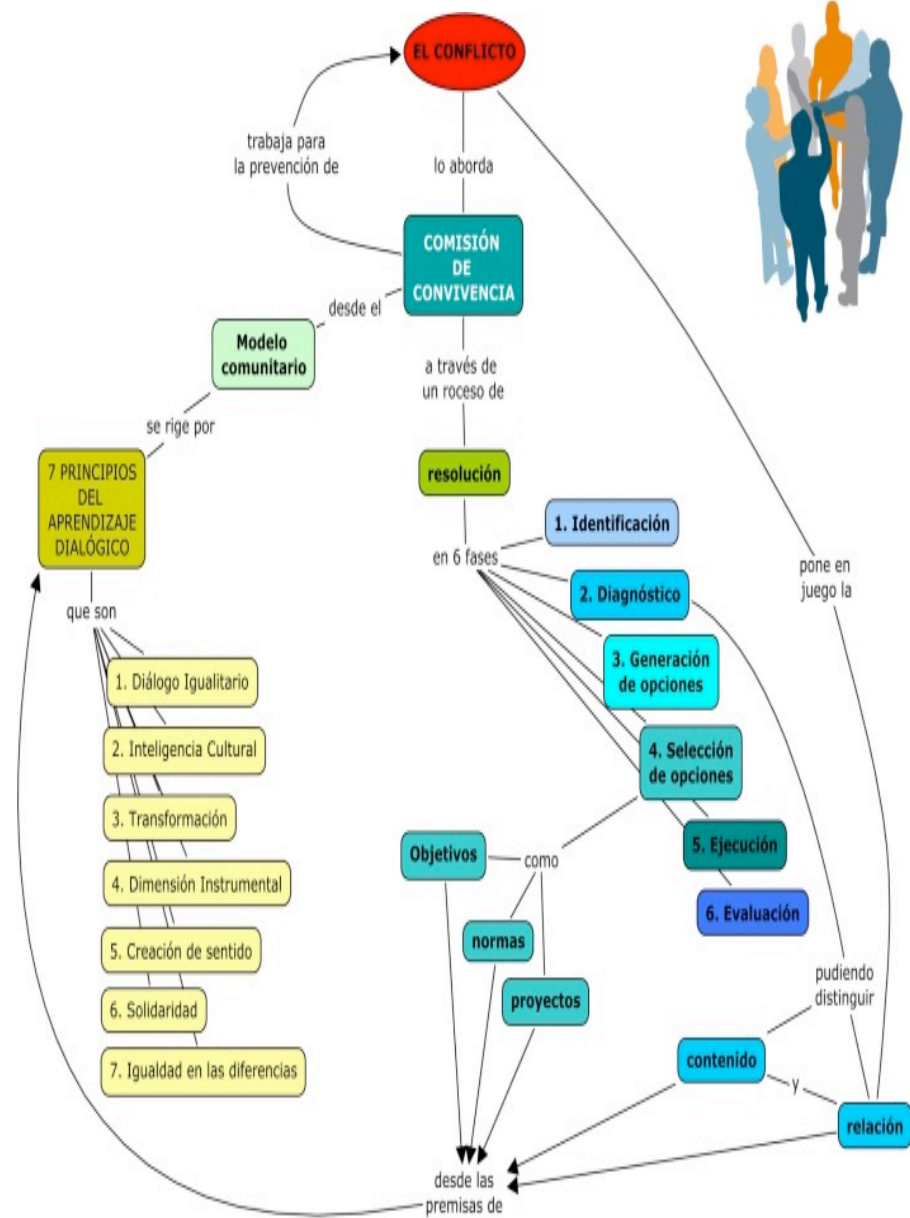 EL CONFLICTO
trabaja para
la prevención de
lo aborda
COMISIÓN
DE
CONVIVENCIA
desde el
Modelo
comunitario
a través de
un roceso de
se rige por
7 PRINCIPIOS
DEL
APRENDIZAJE
DIALÓGICO
resolución
en 6 fases
1. Identificación
2. Diagnóstico
3. Generación
de opciones
4. Selección
de opciones
5. Ejecución
6. Evaluación
pone en
juego la
que son
1. Diálogo Igualitario
2. Inteligencia Cultural
3. Transformación
4. Dimensión Instrumental
5. Creación de sentido
6. Solidaridad
7. Igualdad en las diferencias
Objetivos
como
normas
proyectos
pudiendo
distinguir
contenido
y
relación
desde las
premisas de